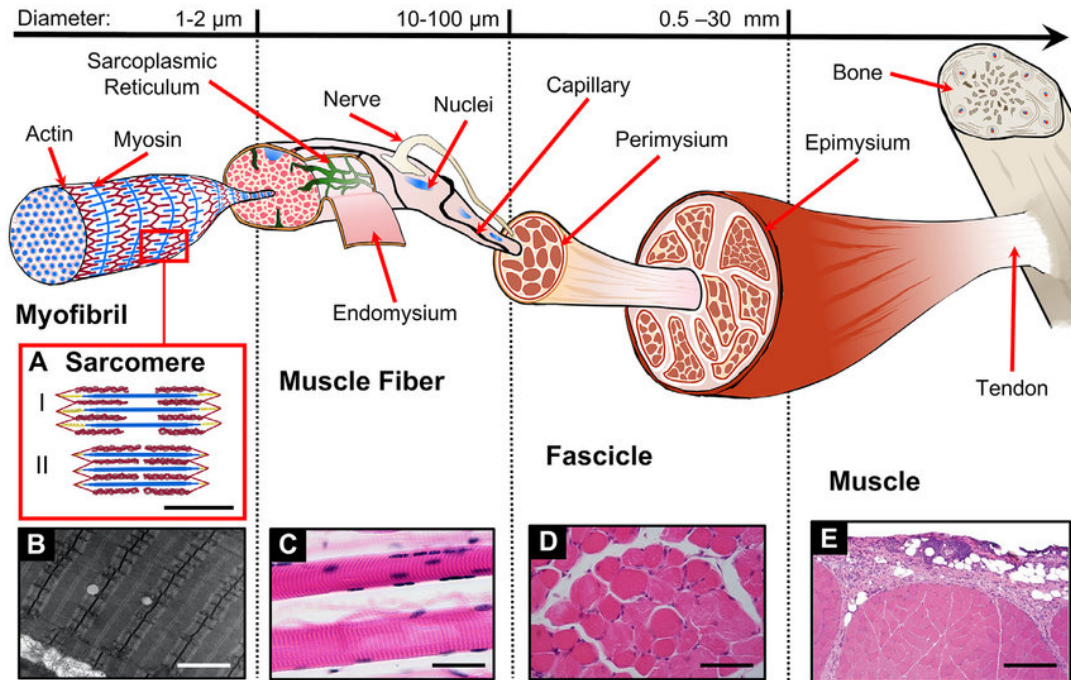 Diameter: 1-2 µm 10-100 µm 0.5 –30 mm
Sarcoplasmic
Reticulum
Nerve
Nuclei
Capillary
Bone
Actin
Myosin
Perimysium
Epimysium
Myofibril
Endomysium
Tendon
A Sarcomere
I
II
Muscle Fiber
Fascicle
Muscle
B
C
D
E